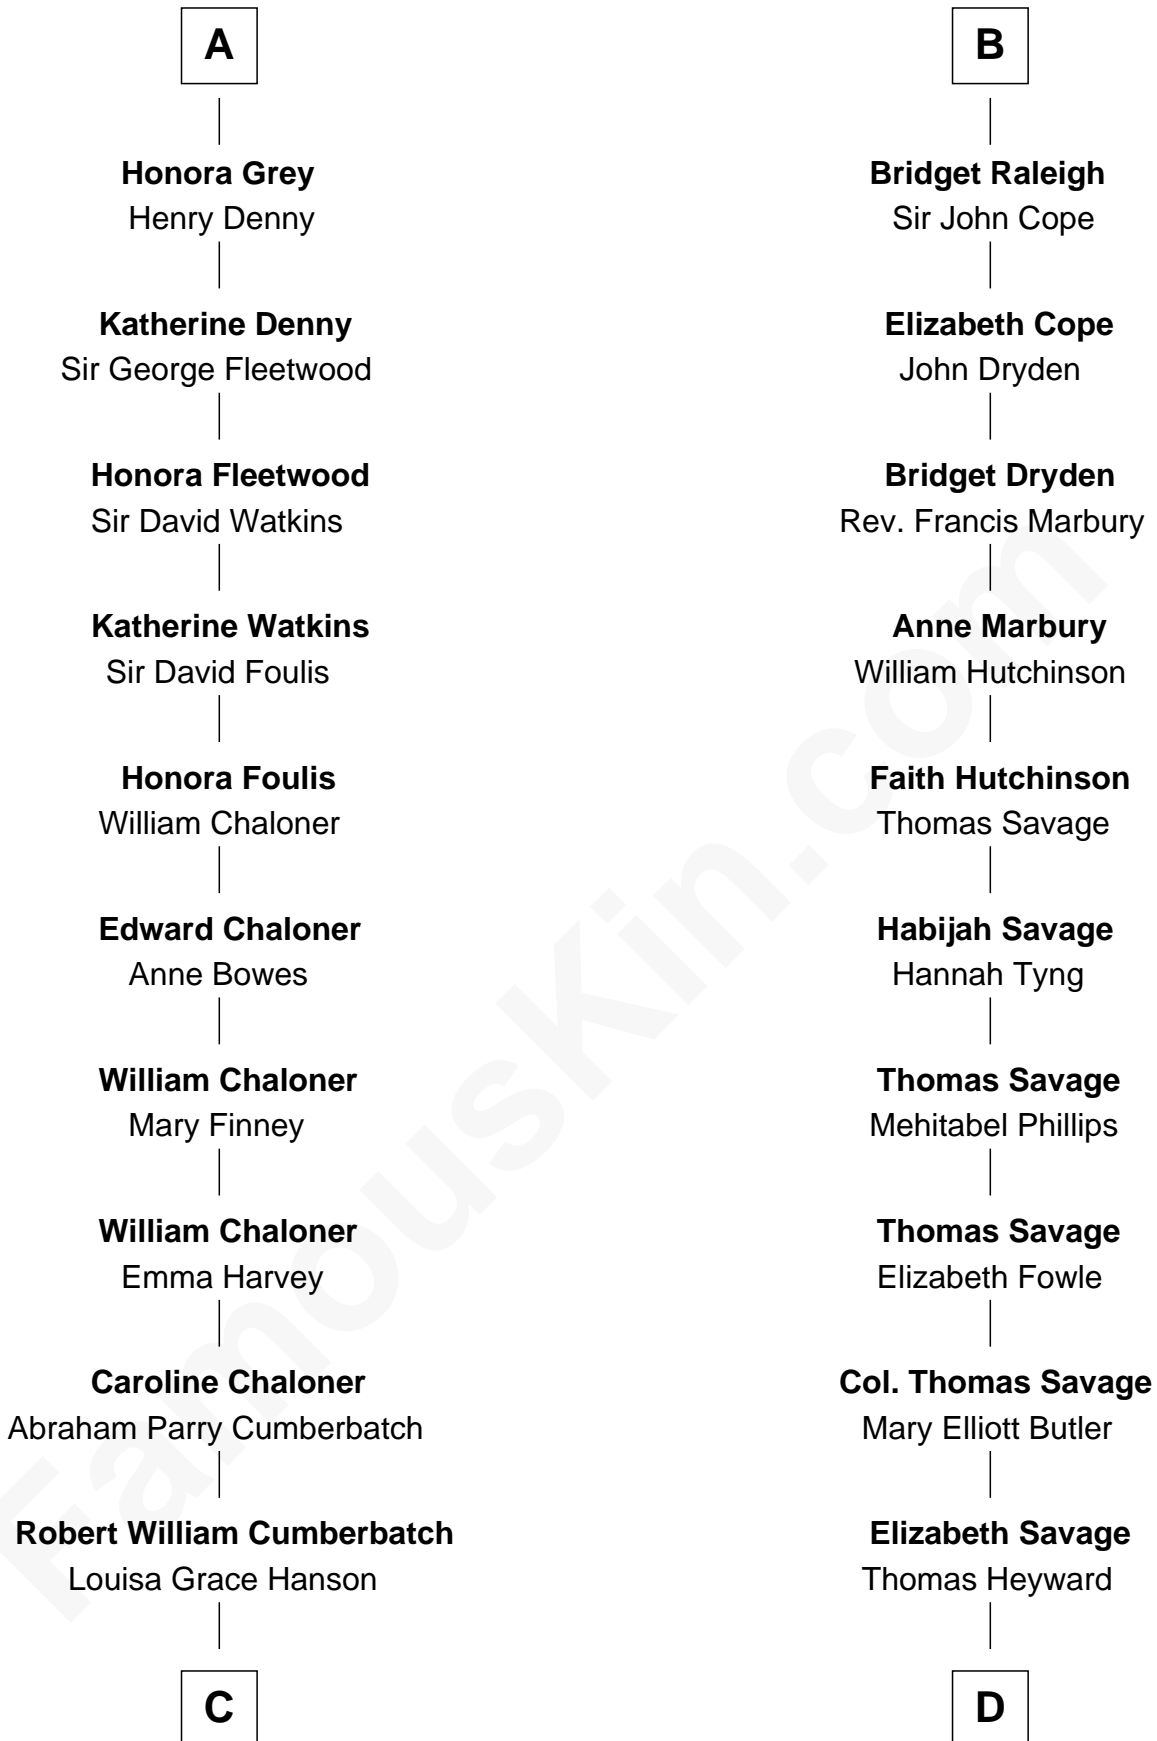 A
Honora Grey
Henry Denny
Katherine Denny
Sir George Fleetwood
Honora Fleetwood
Sir David Watkins
Katherine Watkins
Sir David Foulis
Honora Foulis
William Chaloner
Edward Chaloner
Anne Bowes
William Chaloner
Mary Finney
William Chaloner
Emma Harvey
Caroline Chaloner
Abraham Parry Cumberbatch
Robert William Cumberbatch
Louisa Grace Hanson
C
B
Bridget Raleigh
Sir John Cope
Elizabeth Cope
John Dryden
Bridget Dryden
Rev. Francis Marbury
Anne Marbury
William Hutchinson
Faith Hutchinson
Thomas Savage
Habijah Savage
Hannah Tyng
Thomas Savage
Mehitabel Phillips
Thomas Savage
Elizabeth Fowle
Col. Thomas Savage
Mary Elliott Butler
Elizabeth Savage
Thomas Heyward
D
FamousKin.com